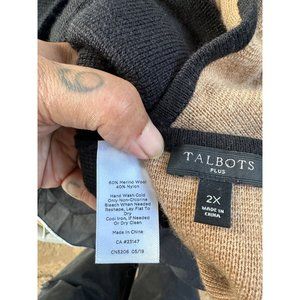 60% Merino Wool
40% Nylon
Hand Wash Cold
Only Non-Chlorine
Bleach When Needed
Reshape, Lay Flat To
Dry
Cool Iron, If Needed
Or Dry Clean
Made In China
CA #23147
CN5206 05/19
TALBOTS
PLUS
2X
MADE IN
CHINA